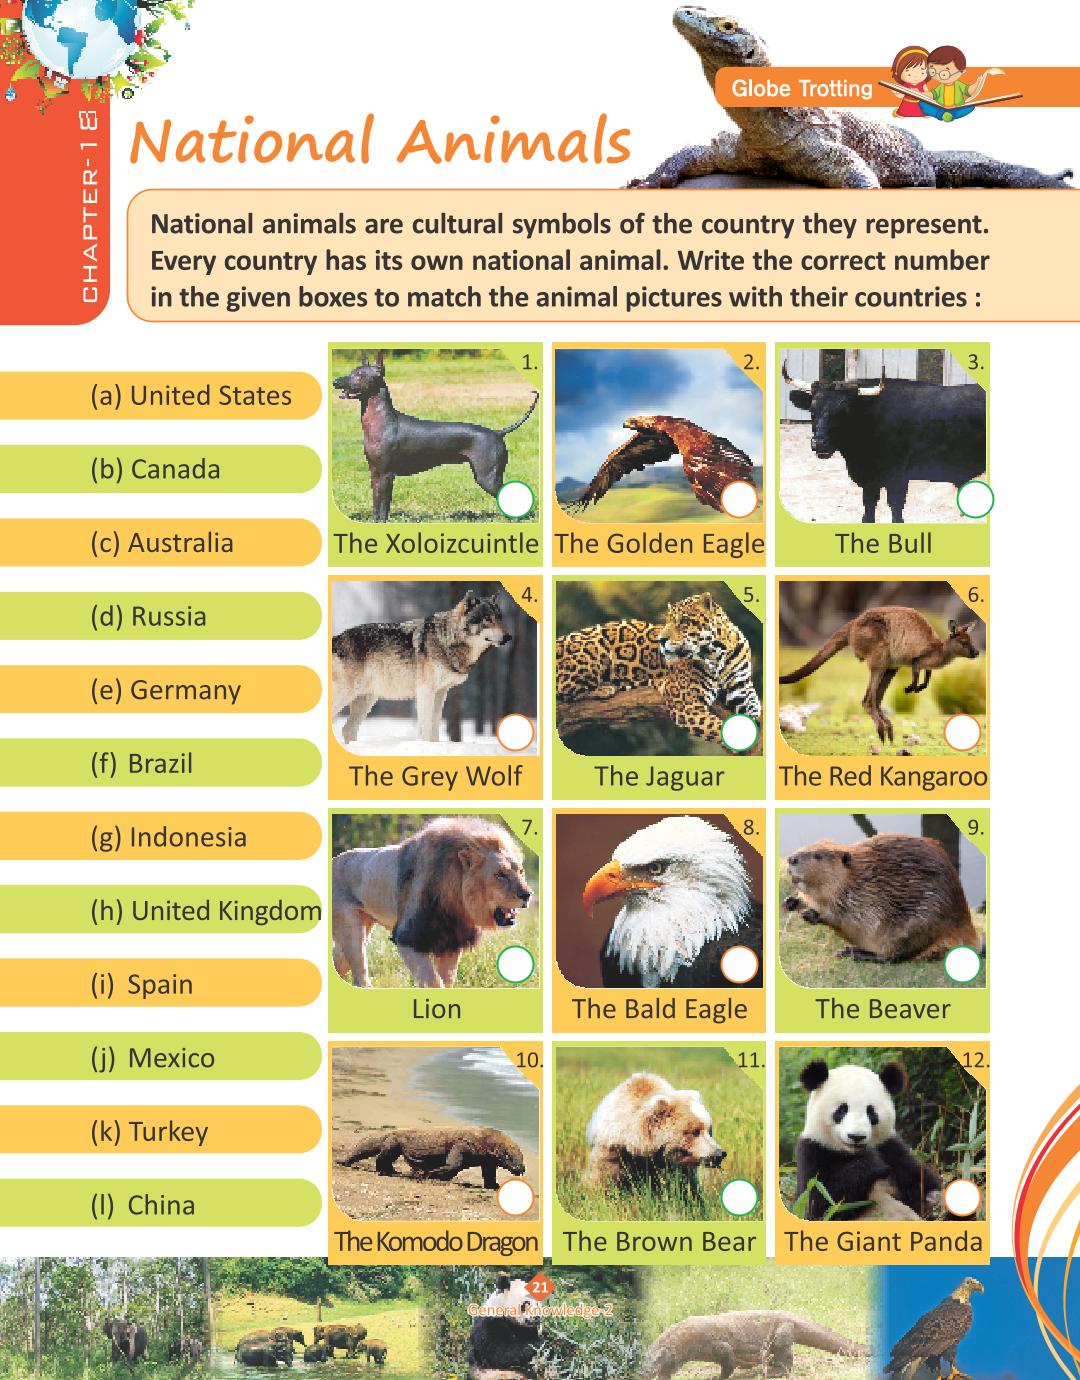 Globe Trotting
CHAPTER-18
National Animals
National animals are cultural symbols of the country they represent.
Every country has its own national animal. Write the correct number
in the given boxes to match the animal pictures with their countries :
(a) United States
(b) Canada
(c) Australia
(d) Russia
(e) Germany
(f) Brazil
(g) Indonesia
(h) United Kingdom
(i) Spain
(j) Mexico
(k) Turkey
(l) China
1.
The Xoloizcuintle
2.
The Golden Eagle
3.
The Bull
4.
The Grey Wolf
5.
The Jaguar
6.
The Red Kangaroo
7.
Lion
8.
The Bald Eagle
9.
The Beaver
10.
The Komodo Dragon
11.
The Brown Bear
12.
The Giant Panda
21
General Knowledge-2